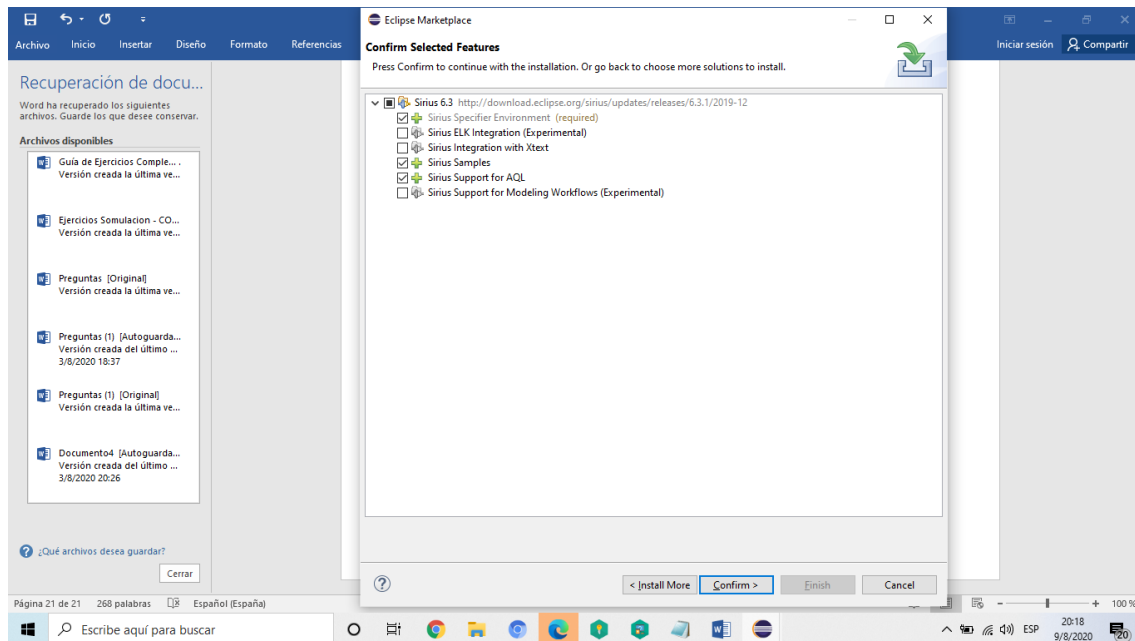 Archivo Inicio Insertar Diseño Formato Referencias
Iniciar sesión Compartir
Recuperación de docu...
Word ha recuperado los siguientes
archivos. Guarde los que desee conservar.
Archivos disponibles
Guía de Ejercicios Comple... .
Versión creada la última ve...
Ejercicios Somulacion - CO...
Versión creada la última ve...
Preguntas [Original]
Versión creada la última ve...
Preguntas (1) [Autoguarda...
Versión creada del último ...
3/8/2020 18:37
Preguntas (1) [Original]
Versión creada la última ve...
Documento4 [Autoguarda...
Versión creada del último ...
3/8/2020 20:26
¿Qué archivos desea guardar?
Cerrar
Eclipse Marketplace
Confirm Selected Features
Press Confirm to continue with the installation. Or go back to choose more solutions to install.
Sirius 6.3 http://download.eclipse.org/sirius/updates/releases/6.3.1/2019-12
Sirius Specifier Environment (required)
Sirius ELK Integration (Experimental)
Sirius Integration with Xtext
Sirius Samples
Sirius Support for AQL
Sirius Support for Modeling Workflows (Experimental)
< Install More Confirm > Finish Cancel
Página 21 de 21 268 palabras Español (España)
100 %
Escribe aquí para buscar
ESP
20:18
9/8/2020
20